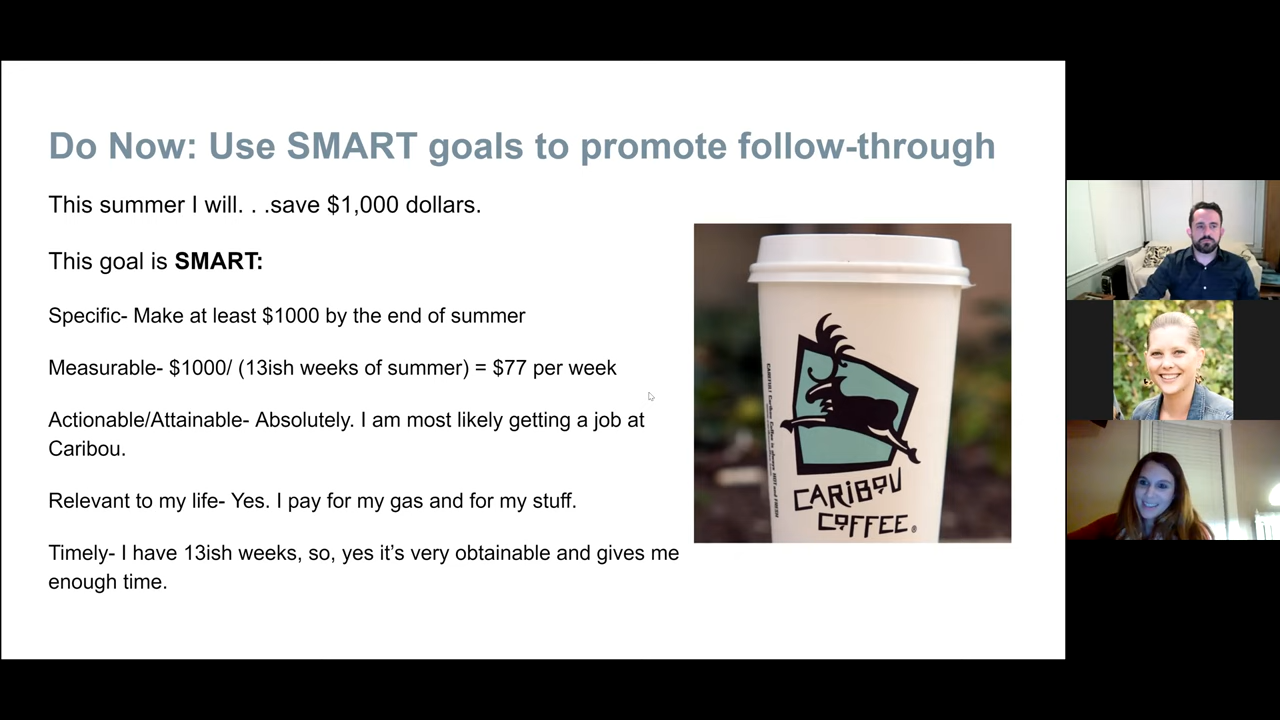 Do Now: Use SMART goals to promote follow-through
This summer I will. . .save $1,000 dollars.
This goal is SMART:
Specific- Make at least $1000 by the end of summer
Measurable- $1000/ (13ish weeks of summer) = $77 per week
Actionable/Attainable- Absolutely. I am most likely getting a job at
Caribou.
Relevant to my life- Yes. I pay for my gas and for my stuff.
Timely- I have 13ish weeks, so, yes it’s very obtainable and gives me
enough time.
CARIBOU
COFFEE®